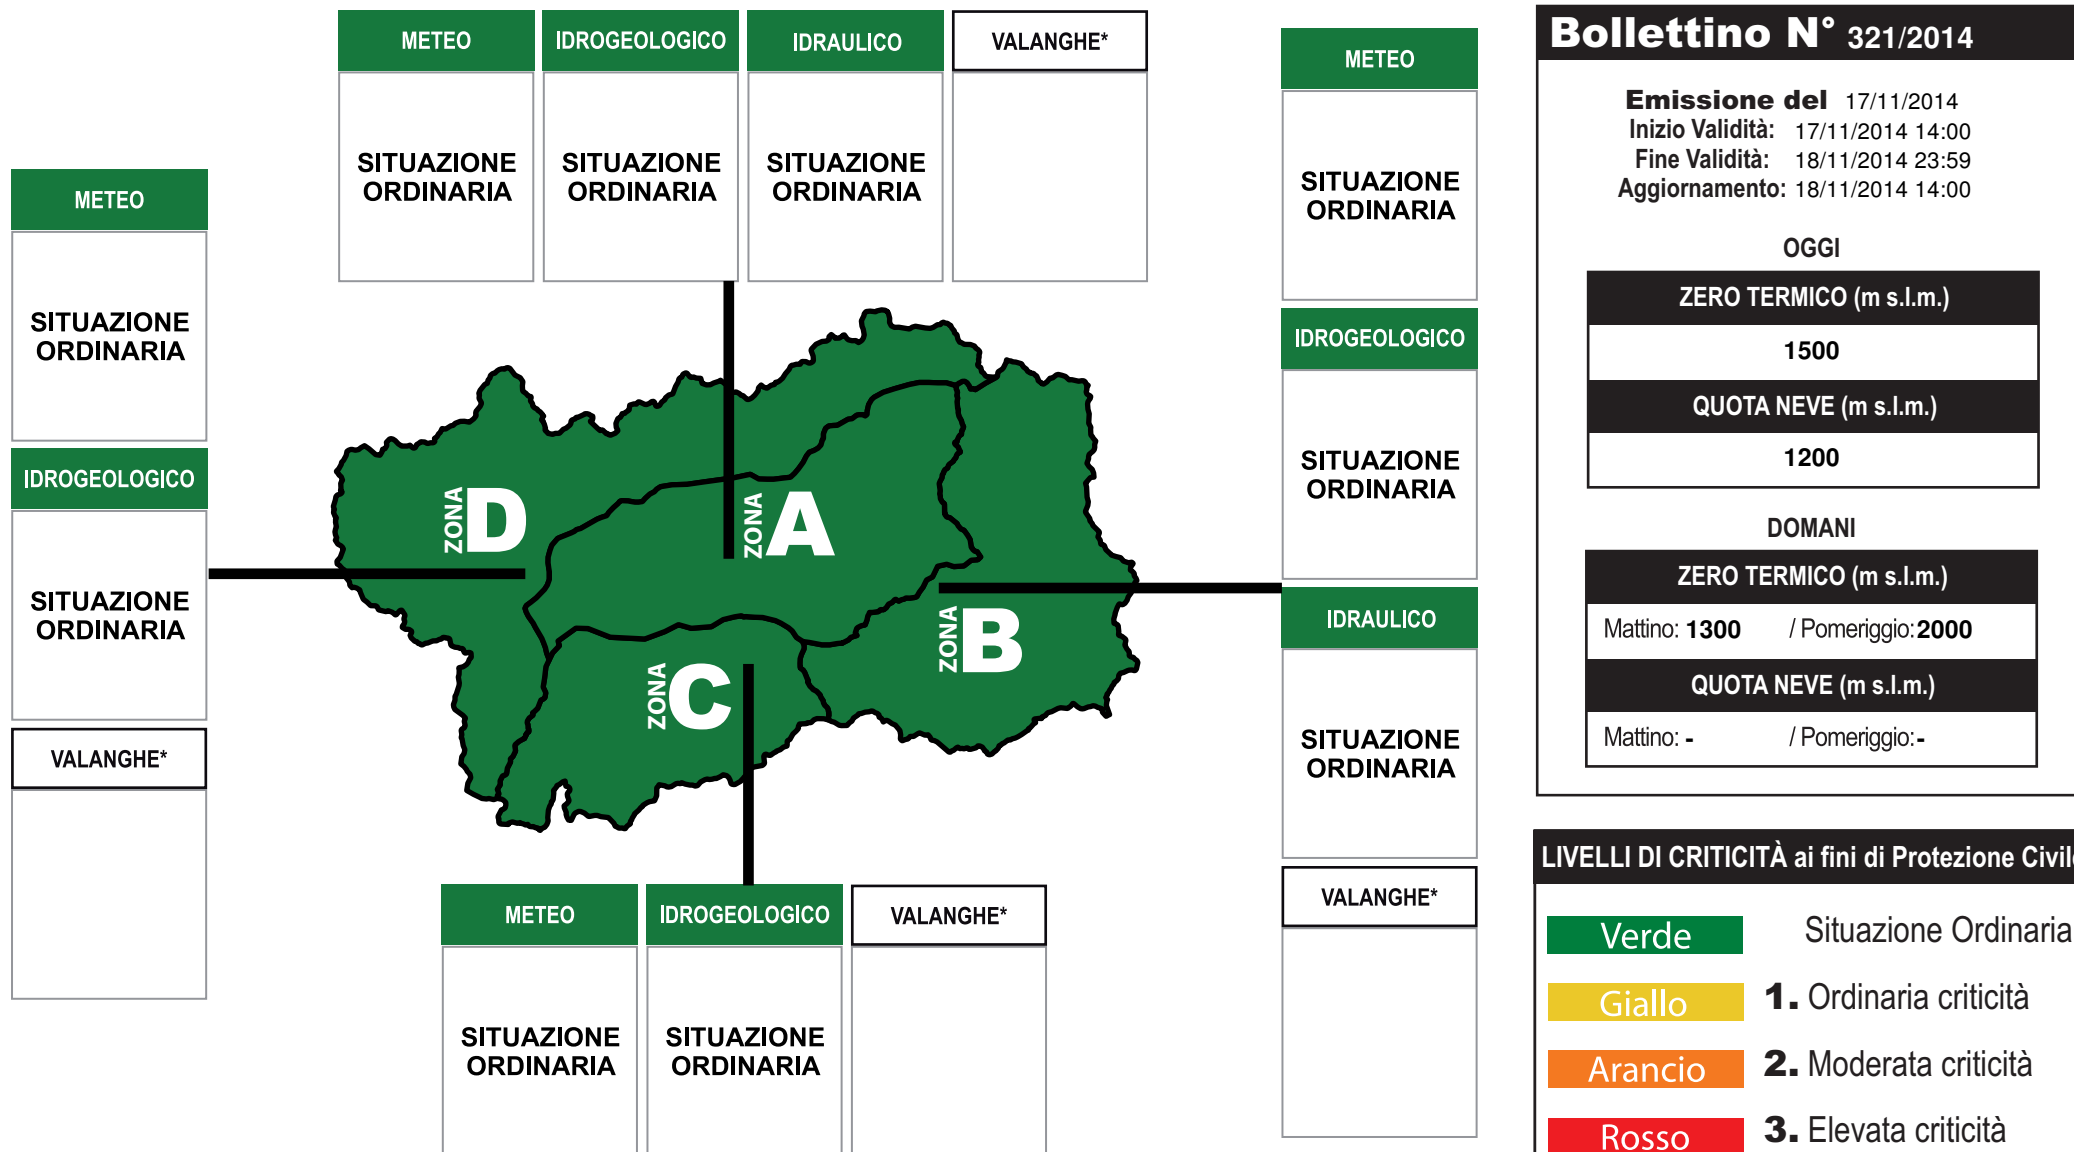 METEO IDROGEOLOGICO IDRAULICO VALANGHE*
SITUAZIONE ORDINARIA
SITUAZIONE ORDINARIA
SITUAZIONE ORDINARIA
METEO
SITUAZIONE
ORDINARIA
IDROGEOLOGICO
SITUAZIONE
ORDINARIA
VALANGHE*
ZONA D
ZONA A
ZONA B
ZONA C
METEO
SITUAZIONE
ORDINARIA
IDROGEOLOGICO
SITUAZIONE
ORDINARIA
IDRAULICO
SITUAZIONE
ORDINARIA
VALANGHE*
METEO IDROGEOLOGICO VALANGHE*
SITUAZIONE ORDINARIA
SITUAZIONE ORDINARIA
Bollettino N° 321/2014
Emissione del 17/11/2014
Inizio Validità: 17/11/2014 14:00
Fine Validità: 18/11/2014 23:59
Aggiornamento: 18/11/2014 14:00
OGGI
ZERO TERMICO (m s.l.m.)
1500
QUOTA NEVE (m s.l.m.)
1200
DOMANI
ZERO TERMICO (m s.l.m.)
Mattino: 1300 / Pomeriggio: 2000
QUOTA NEVE (m s.l.m.)
Mattino: - / Pomeriggio: -
LIVELLI DI CRITICITÀ ai fini di Protezione Civile
Verde Situazione Ordinaria
Giallo 1. Ordinaria criticità
Arancio 2. Moderata criticità
Rosso 3. Elevata criticità